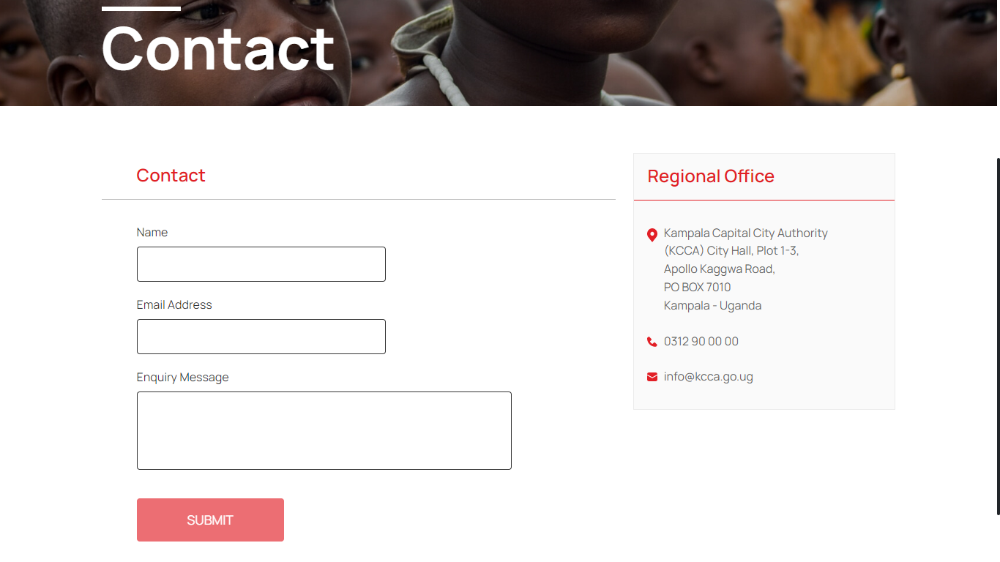 Contact
Contact
Name
Email Address
Enquiry Message
SUBMIT
Regional Office
Kampala Capital City Authority
(KCCA) City Hall, Plot 1-3,
Apollo Kaggwa Road,
PO BOX 7010
Kampala - Uganda
0312 90 00 00
info@kcca.go.ug